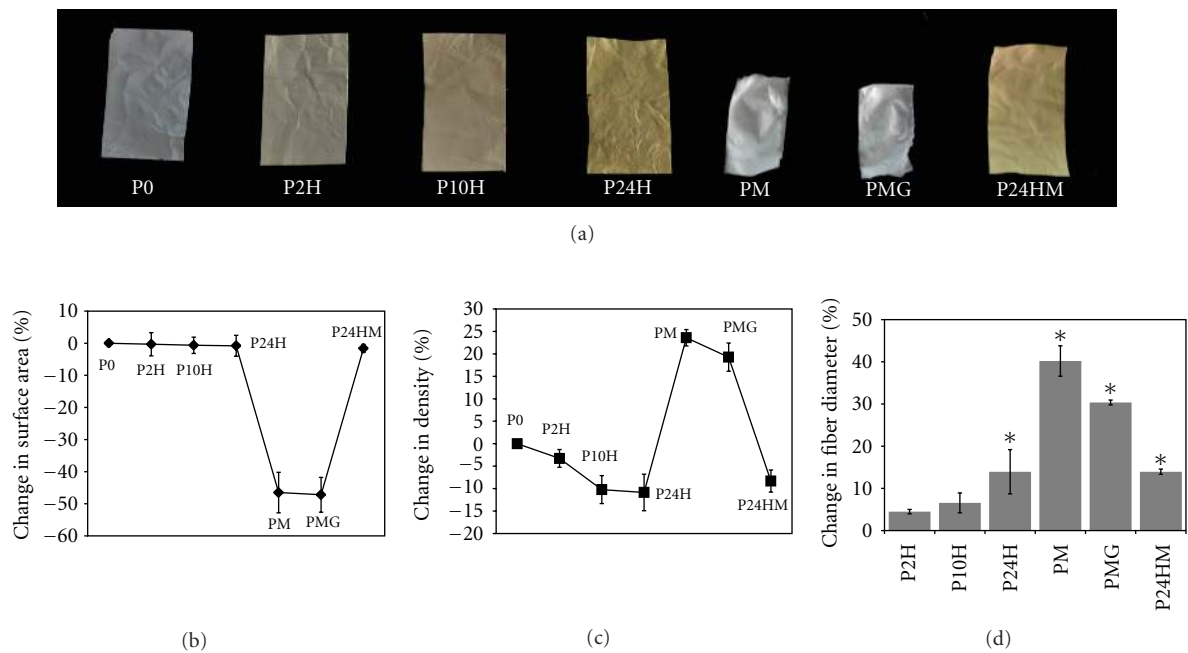 P0 P2H P10H P24H PM PMG P24HM
(a)
Change in surface area (%)
10
0
−10
−20
−30
−40
−50
−60
P0
P2H
P10H
P24H
PM
PMG
P24HM
(b)
Change in density (%)
30
25
20
15
10
5
0
−5
−10
−15
−20
P0
P2H
P10H
P24H
PM
PMG
P24HM
(c)
Change in fiber diameter (%)
50
40
30
20
10
0
*
*
*
*
P2H
P10H
P24H
PM
PMG
P24HM
(d)